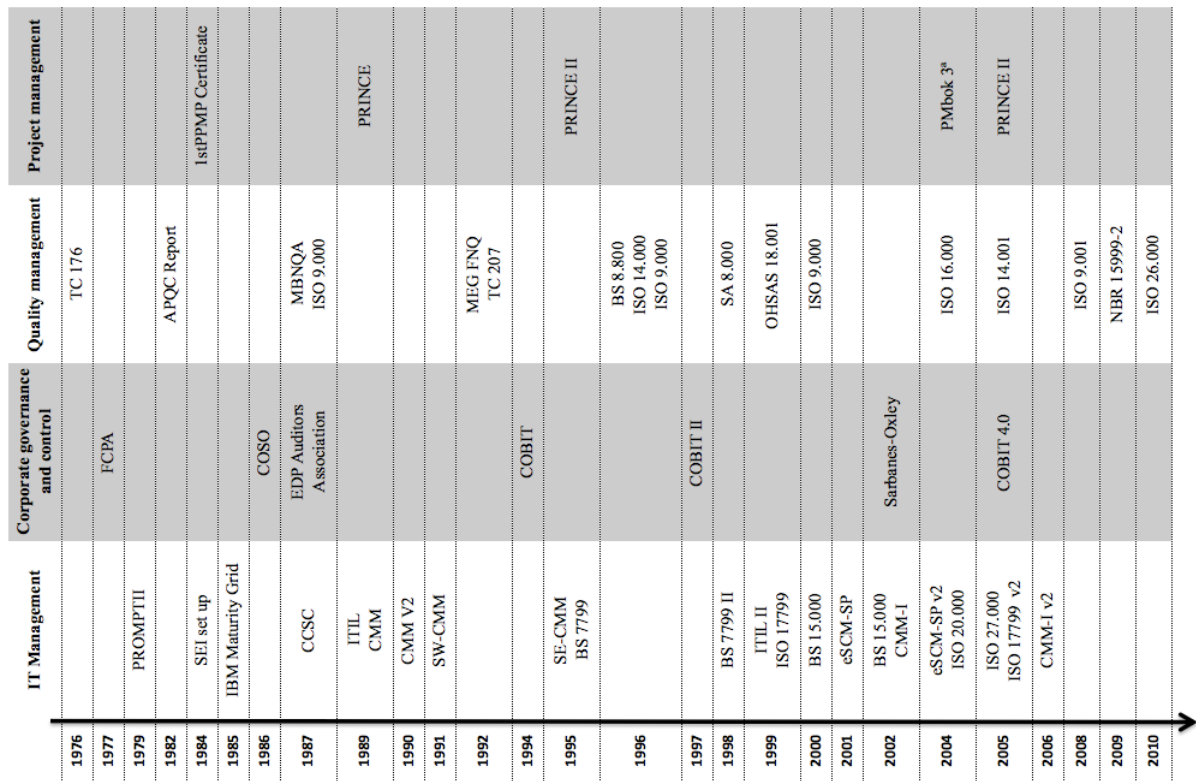 Project management
1stPPMP Certificate
PRINCE
PRINCE II
PMbok 3ª
PRINCE II
Quality management
TC 176
APQC Report
MBNQA
ISO 9.000
MEG FNQ
TC 207
BS 8.800
ISO 14.000
ISO 9.000
SA 8.000
OHSAS 18.001
ISO 9.000
ISO 16.000
ISO 14.001
ISO 9.001
NBR 15999-2
ISO 26.000
Corporate governance
and control
FCPA
COSO
EDP Auditors
Association
COBIT
COBIT II
Sarbanes-Oxley
COBIT 4.0
IT Management
PROMPTII
SEI set up
IBM Maturity Grid
CCSC
ITIL
CMM
CMM V2
SW-CMM
SE-CMM
BS 7799
BS 7799 II
ITIL II
ISO 17799
BS 15.000
eSCM-SP
BS 15.000
CMM-I
eSCM-SP v2
ISO 20.000
ISO 27.000
ISO 17799 v2
CMM-I v2
1976
1977
1979
1982
1984
1985
1986
1987
1989
1990
1991
1992
1994
1995
1996
1997
1998
1999
2000
2001
2002
2004
2005
2006
2008
2009
2010